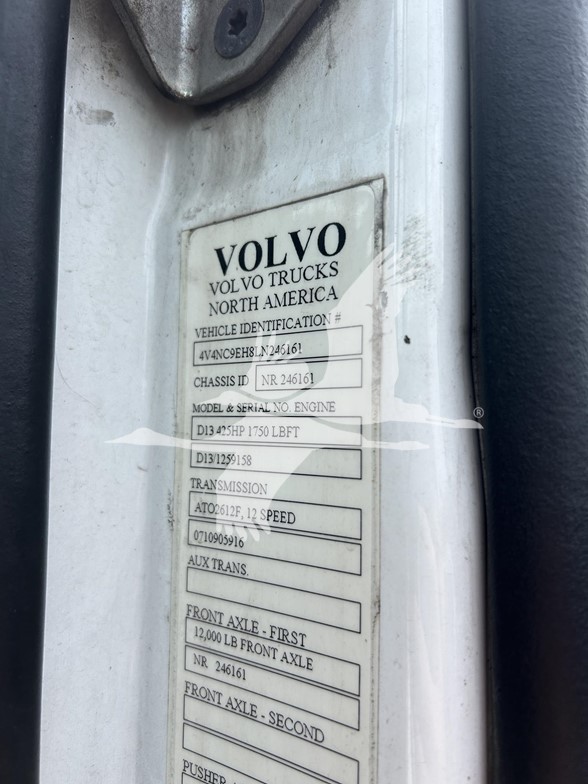 VOLVO
VOLVO TRUCKS
NORTH AMERICA
VEHICLE IDENTIFICATION #
4V4NC9EH8LN246161
CHASSIS ID NR 246161
MODEL & SERIAL NO. ENGINE
D13 425HP 1750 LBFT
D13/1259158
TRANSMISSION
ATO2612F, 12 SPEED
0710905916
AUX TRANS.
FRONT AXLE - FIRST
12,000 LB FRONT AXLE
NR 246161
FRONT AXLE - SECOND
PUSHER
®